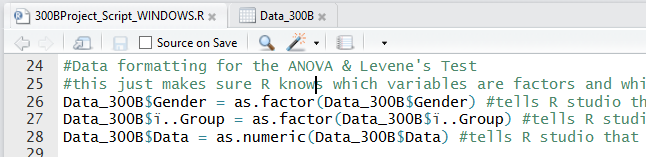 300BProject_Script_WINDOWS.R Data_300B
Source on Save
24 #Data formatting for the ANOVA & Levene's Test
25 #this just makes sure R knows which variables are factors and whi
26 Data_300B$Gender = as.factor(Data_300B$Gender) #tells R studio th
27 Data_300B$ï..Group = as.factor(Data_300B$ï..Group) #tells R studi
28 Data_300B$Data = as.numeric(Data_300B$Data) #tells R studio that